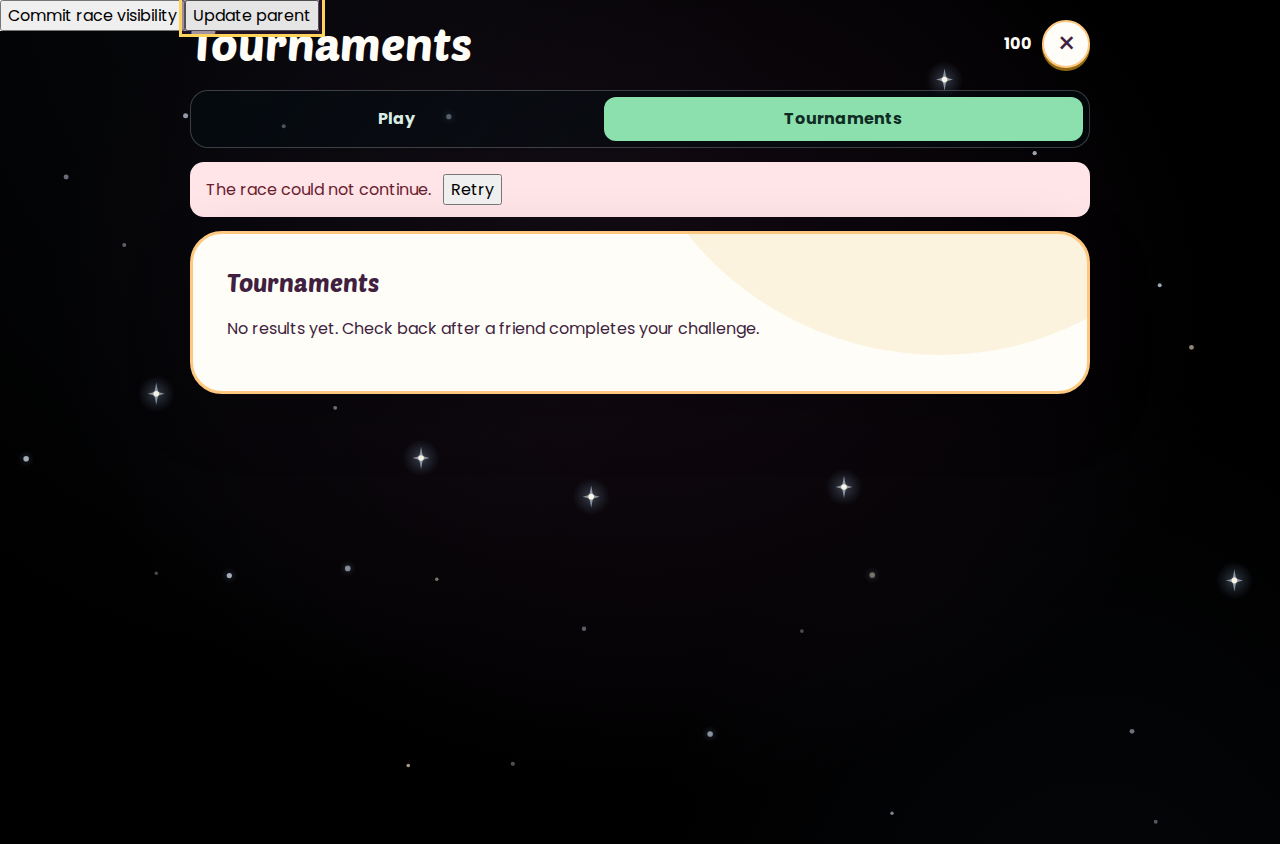 Commit race visibility Update parent
Tournaments
100 ×
Play Tournaments
The race could not continue. Retry
Tournaments
No results yet. Check back after a friend completes your challenge.